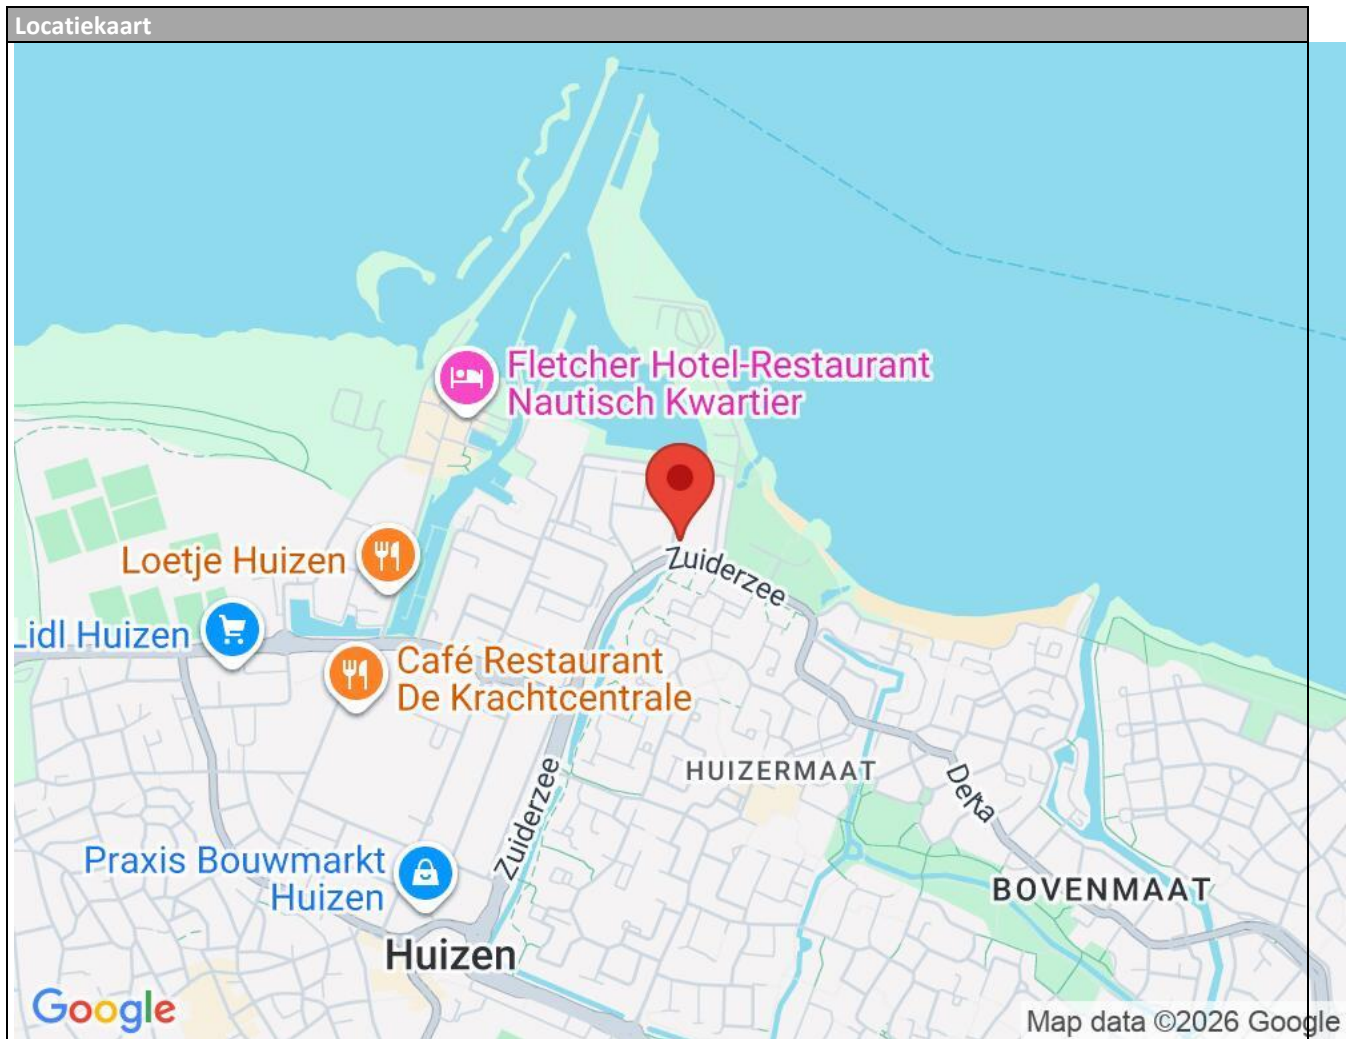 Locatiekaart
Fletcher Hotel-Restaurant
Nautisch Kwartier
Loetje Huizen
Zuiderzee
Lidl Huizen
Café Restaurant
De Krachtcentrale
HUIZERMAAT
Zuiderzee
Delta
Praxis Bouwmarkt
Huizen
BOVENMAAT
Huizen
Google
Map data ©2026 Google